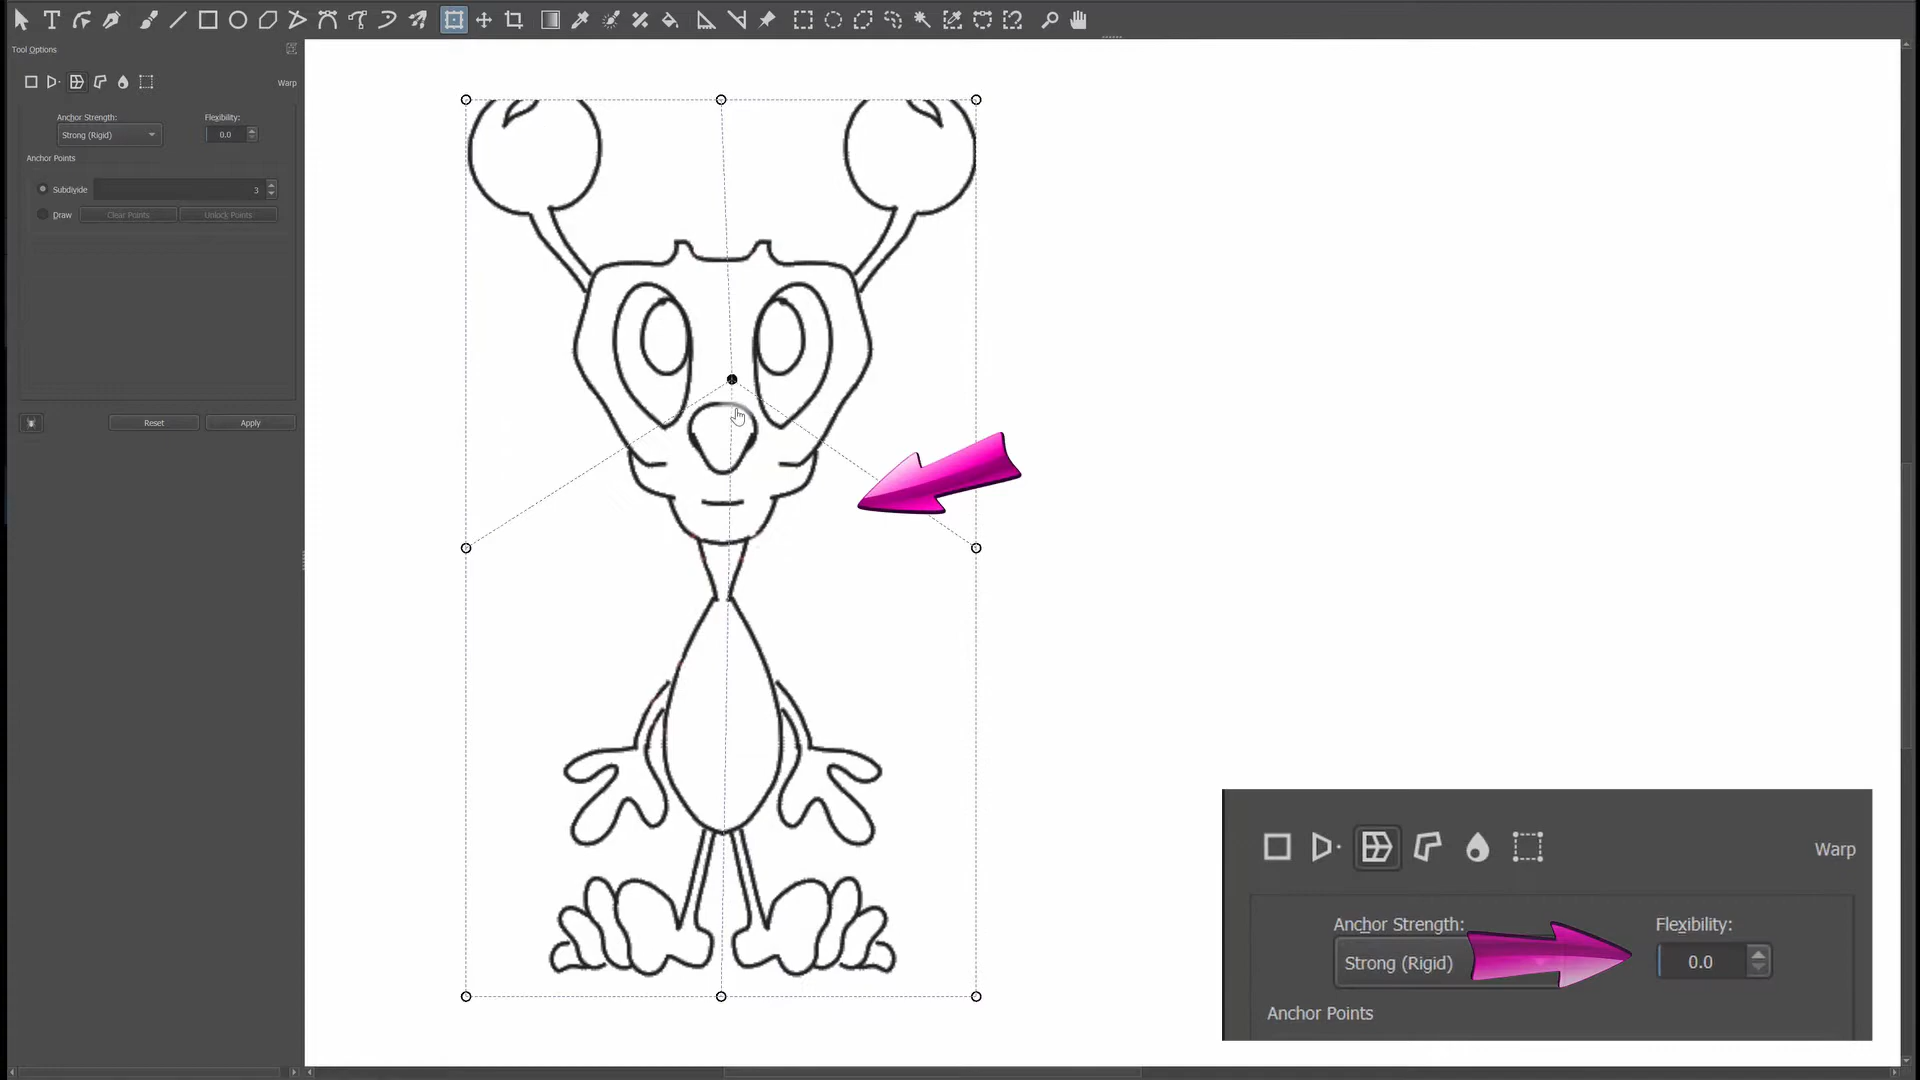 Tool Options
Warp
Anchor Strength:
Flexibility:
Strong (Rigid)
0.0
Anchor Points
Subdivide
3
Draw
Clear Points
Unlock Points
Reset
Apply
Warp
Anchor Strength:
Flexibility:
Strong (Rigid)
0.0
Anchor Points